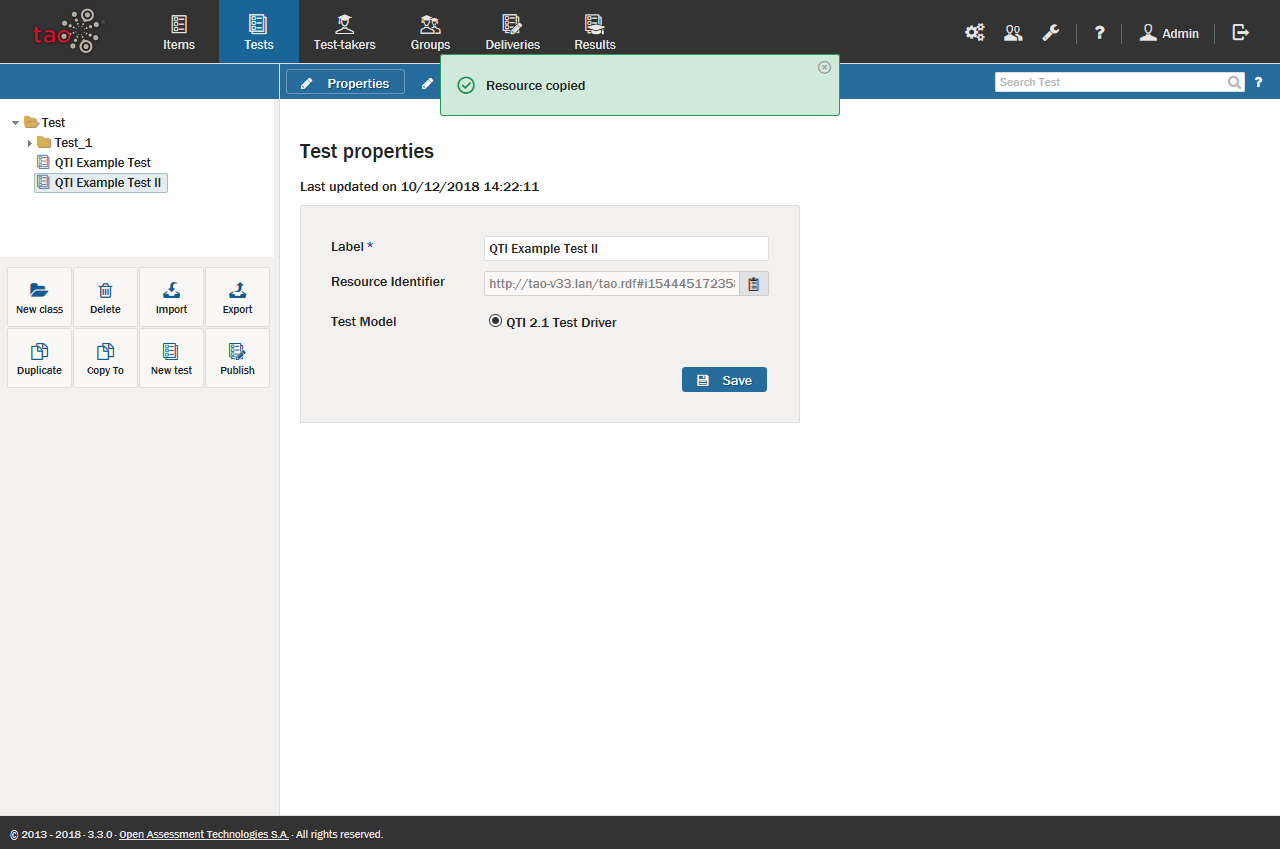 tao
Items
Tests
Test-takers
Groups
Deliveries
Results
?
Admin
Properties
Resource copied
Search Test
?
Test
Test_1
QTI Example Test
QTI Example Test II
New class
Delete
Import
Export
Duplicate
Copy To
New test
Publish
Test properties
Last updated on 10/12/2018 14:22:11
Label *
QTI Example Test II
Resource Identifier
http://tao-v33.lan/tao.rdf#i154445172358
Test Model
QTI 2.1 Test Driver
Save
© 2013 - 2018 · 3.3.0 · Open Assessment Technologies S.A. · All rights reserved.